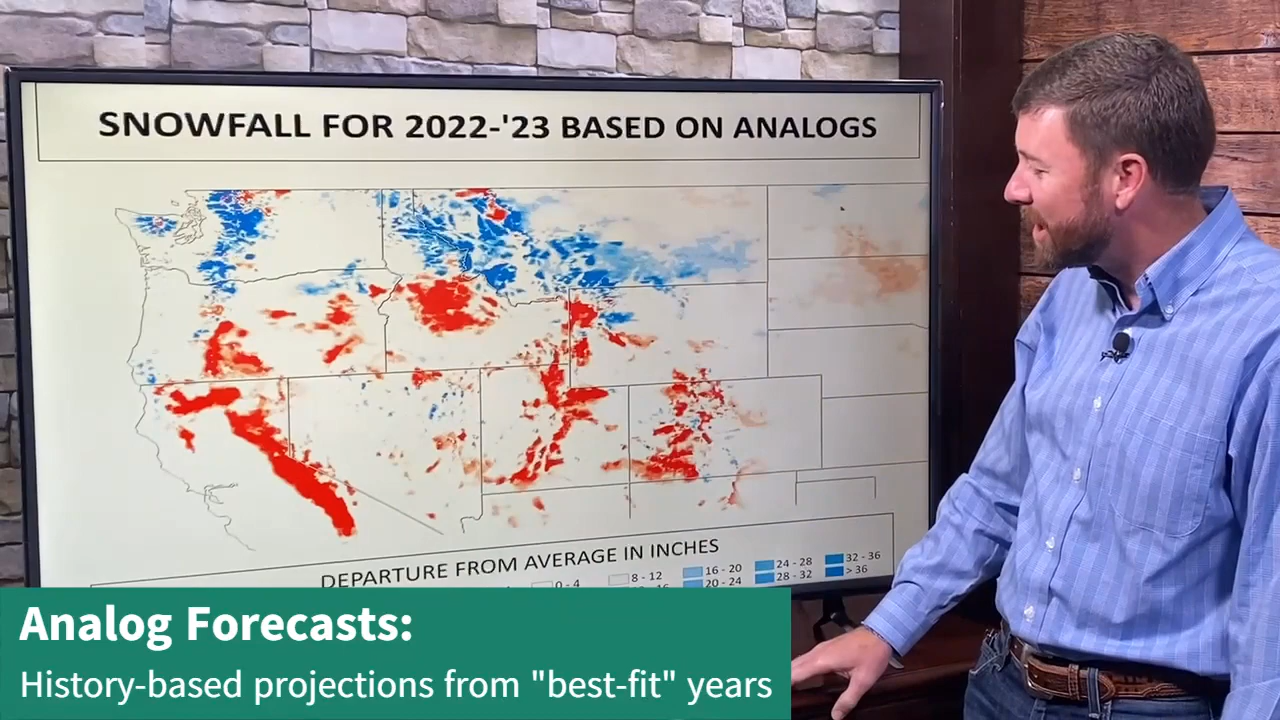 SNOWFALL FOR 2022-'23 BASED ON ANALOGS
DEPARTURE FROM AVERAGE IN INCHES
0 - 4
8 - 12
16 - 20
20 - 24
24 - 28
28 - 32
32 - 36
> 36
Analog Forecasts:
History-based projections from "best-fit" years